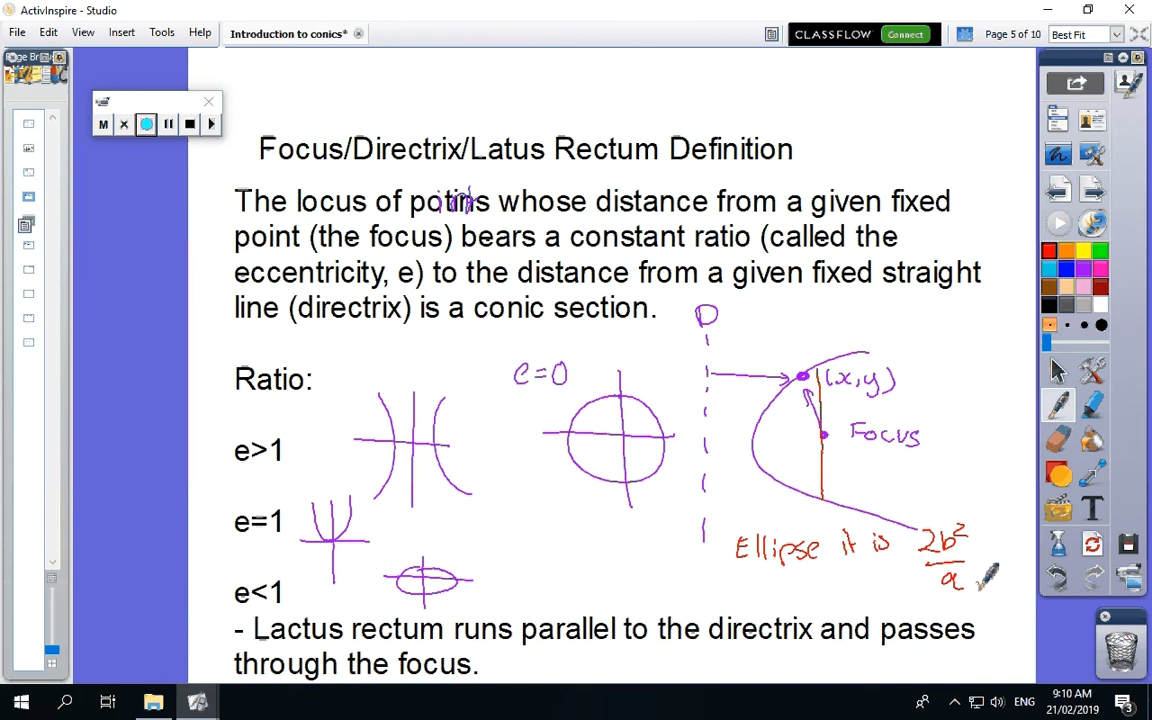 ActivInspire - Studio
File Edit View Insert Tools Help
Introduction to conics*
CLASSFLOW Connect
Page 5 of 10
Best Fit
M
Focus/Directrix/Latus Rectum Definition
The locus of potins whose distance from a given fixed
point (the focus) bears a constant ratio (called the
eccentricity, e) to the distance from a given fixed straight
line (directrix) is a conic section.
D
Ratio:
e=0
(x,y)
e>1
Focus
e=1
Ellipse it is 2b²/a
e<1
- Lactus rectum runs parallel to the directrix and passes
through the focus.
ENG
9:10 AM
21/02/2019
3